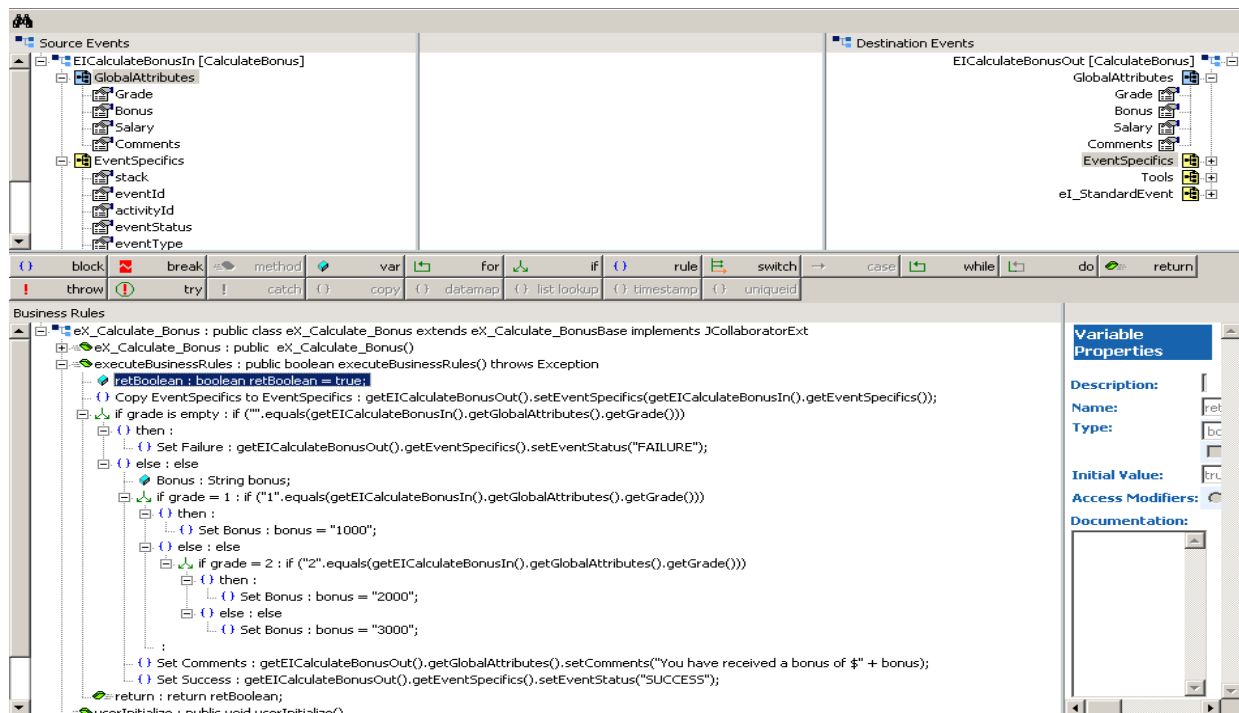 Source Events
Destination Events
EICalculateBonusIn [CalculateBonus]
EICalculateBonusOut [CalculateBonus]
GlobalAttributes
GlobalAttributes
Grade
Grade
Bonus
Bonus
Salary
Salary
Comments
Comments
EventSpecifics
EventSpecifics
stack
Tools
eventId
eI_StandardEvent
activityId
eventStatus
eventType
{} block break method var for if {} rule switch case while do return
! throw try ! catch {} copy {} datamap {} list lookup {} timestamp {} uniqueid
Business Rules
eX_Calculate_Bonus : public class eX_Calculate_Bonus extends eX_Calculate_BonusBase implements JCollaboratorExt
eX_Calculate_Bonus : public eX_Calculate_Bonus()
executeBusinessRules : public boolean executeBusinessRules() throws Exception
retBoolean : boolean retBoolean = true;
{} Copy EventSpecifics to EventSpecifics : getEICalculateBonusOut().setEventSpecifics(getEICalculateBonusIn().getEventSpecifics());
if grade is empty : if ("".equals(getEICalculateBonusIn().getGlobalAttributes().getGrade()))
{} then :
{} Set Failure : getEICalculateBonusOut().getEventSpecifics().setEventStatus("FAILURE");
{} else : else
Bonus : String bonus;
if grade = 1 : if ("1".equals(getEICalculateBonusIn().getGlobalAttributes().getGrade()))
{} then :
{} Set Bonus : bonus = "1000";
{} else : else
if grade = 2 : if ("2".equals(getEICalculateBonusIn().getGlobalAttributes().getGrade()))
{} then :
{} Set Bonus : bonus = "2000";
{} else : else
{} Set Bonus : bonus = "3000";
:
{} Set Comments : getEICalculateBonusOut().getGlobalAttributes().setComments("You have received a bonus of $" + bonus);
{} Set Success : getEICalculateBonusOut().getEventSpecifics().setEventStatus("SUCCESS");
return : return retBoolean;
userInitialize : public void userInitialize()
Variable
Properties
Description:
Name: ret
Type: bo
Initial Value: tru
Access Modifiers:
Documentation: